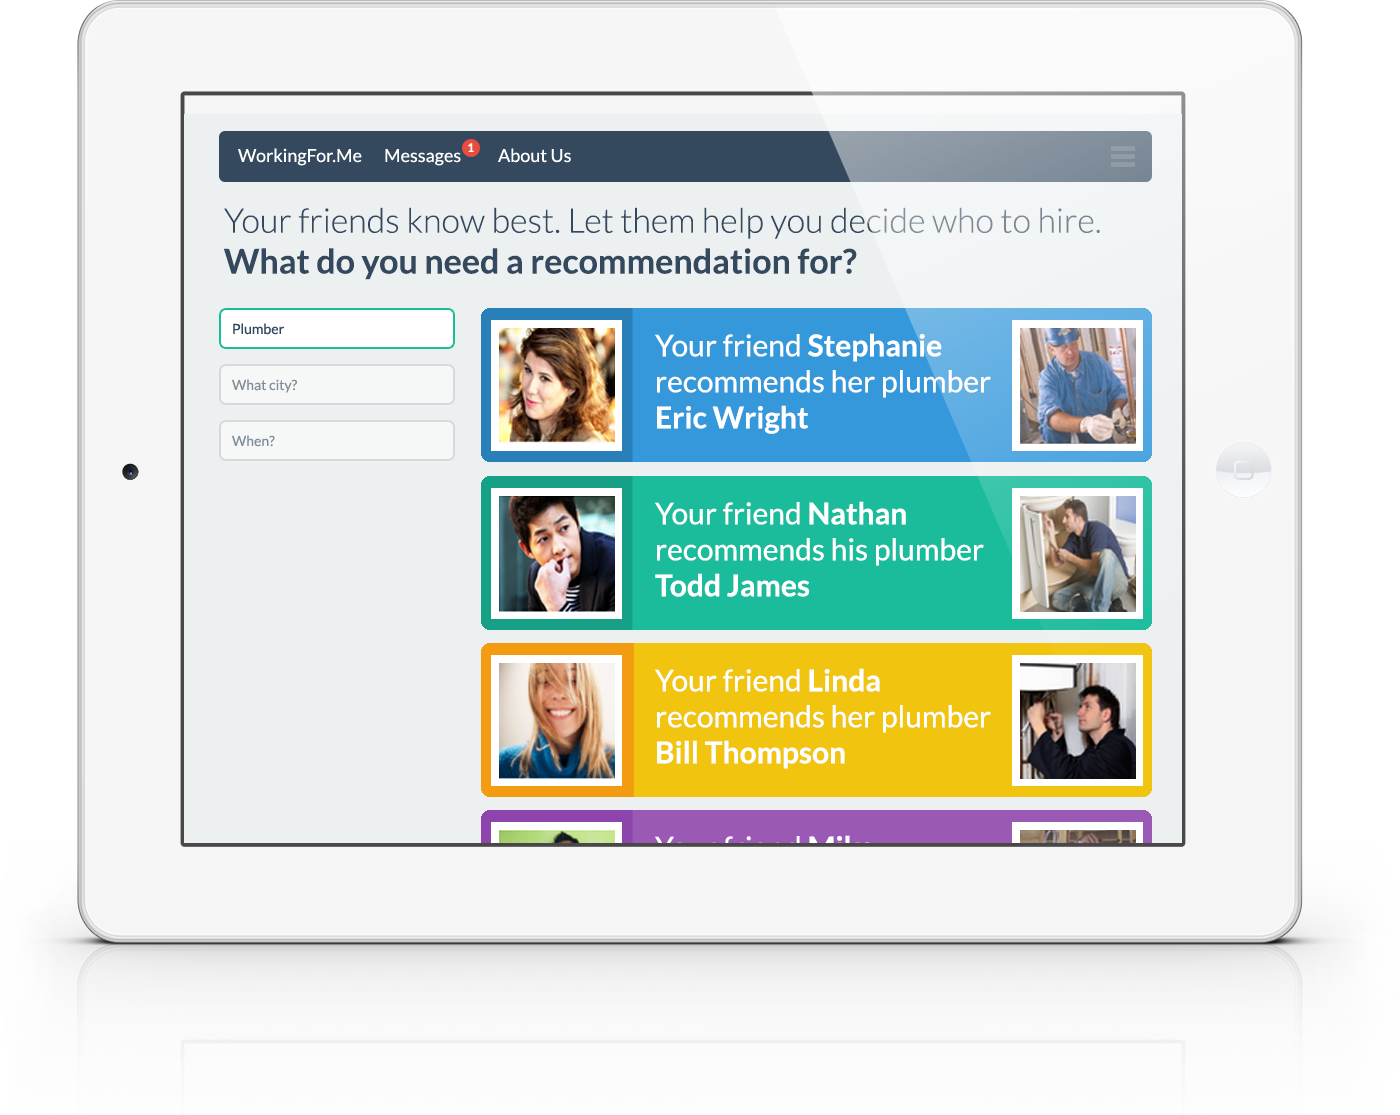 WorkingFor.Me Messages 1 About Us
Your friends know best. Let them help you decide who to hire.
What do you need a recommendation for?
Plumber
What city?
When?
Your friend Stephanie
recommends her plumber
Eric Wright
Your friend Nathan
recommends his plumber
Todd James
Your friend Linda
recommends her plumber
Bill Thompson
Your friend